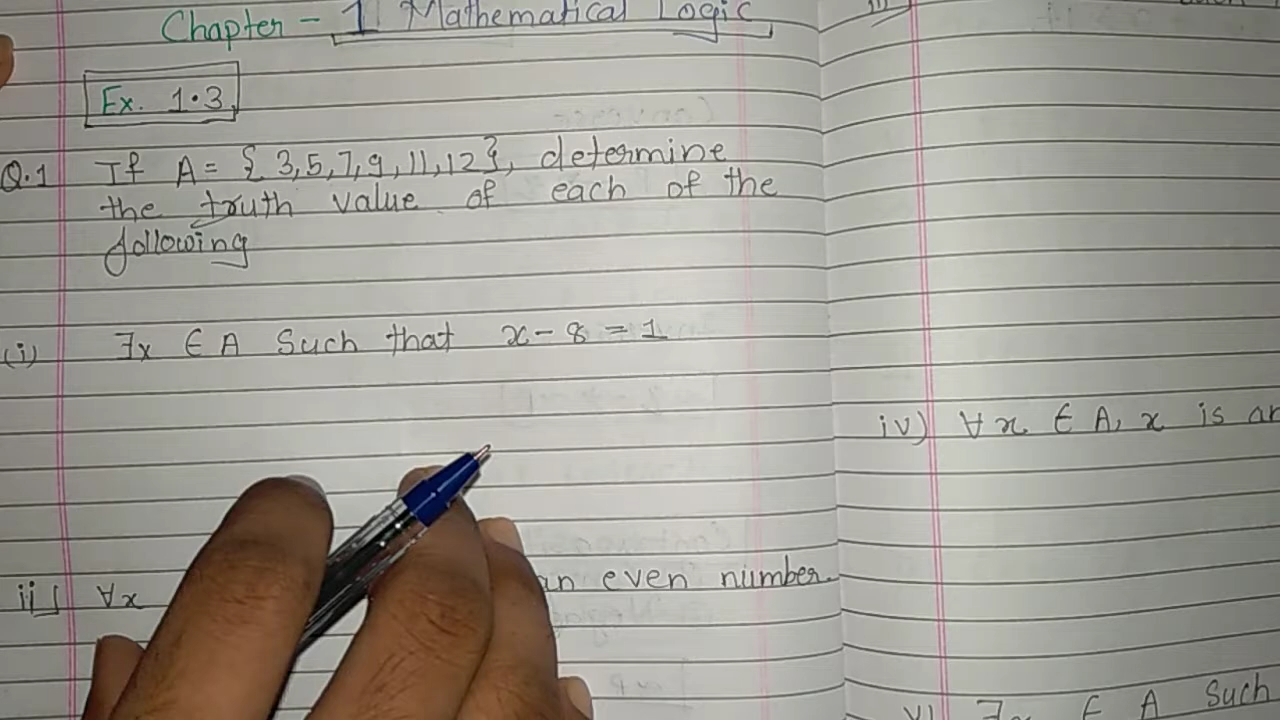 Chapter - 1 Mathematical Logic
Ex. 1.3
Q.1 If A = { 3,5,7,9,11,12}, determine
the truth value of each of the
following
(i) ∃x ∈ A Such that x - 8 = 1
ii] ∀x an even number.
iv) ∀x ∈ A, x is
∈ A Such